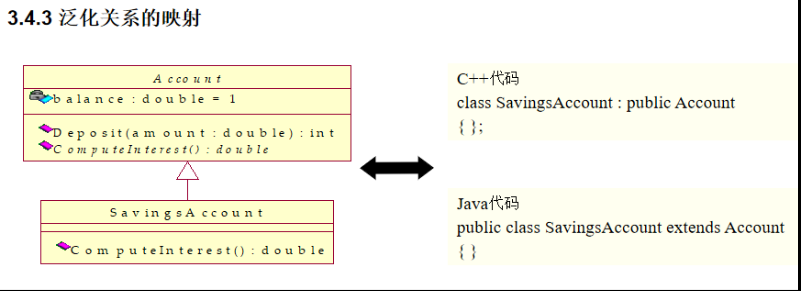 3.4.3 泛化关系的映射
Account
balance : double = 1
Deposit(amount : double) : int
ComputeInterest() : double
SavingsAccount
ComputeInterest() : double
C++代码
class SavingsAccount : public Account
{ };
Java代码
public class SavingsAccount extends Account
{ }